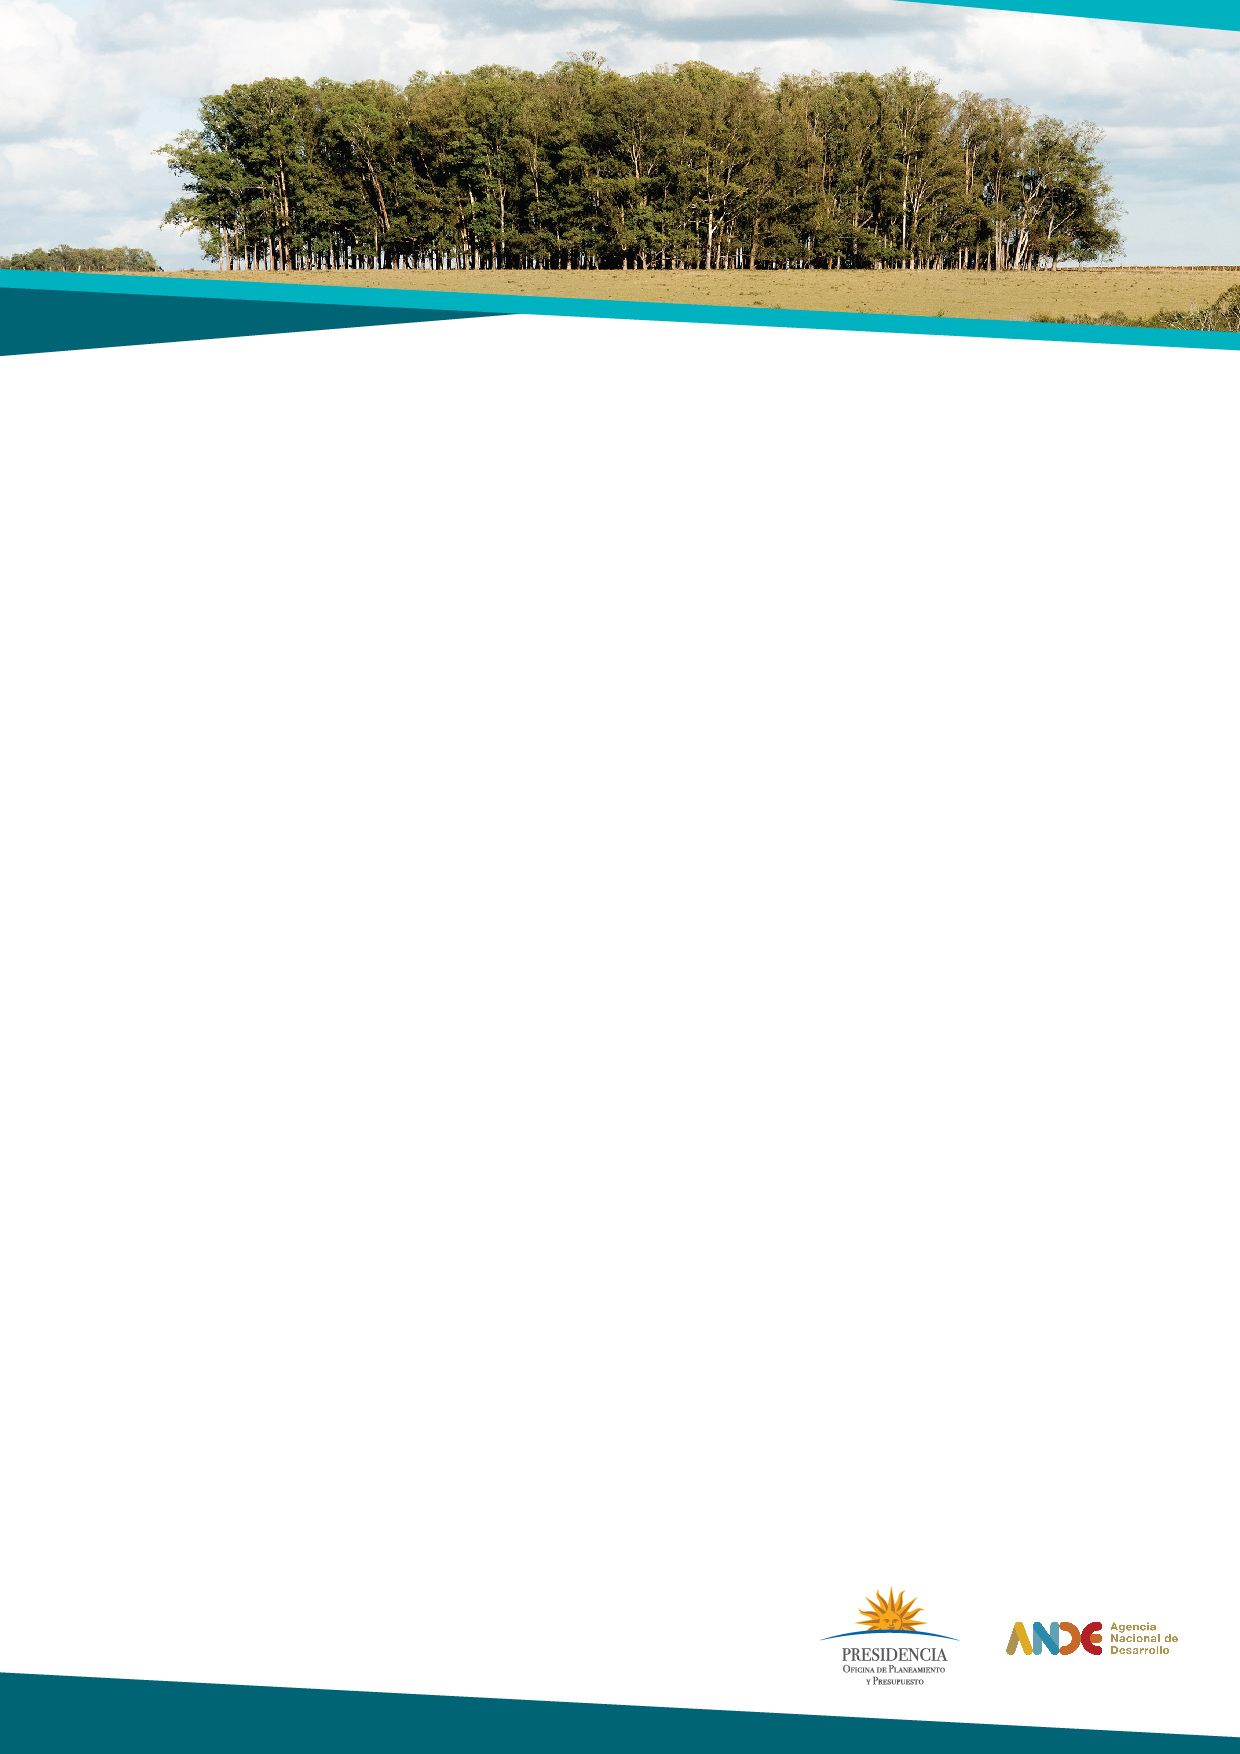 PRESIDENCIA
OFICINA DE PLANEAMIENTO
Y PRESUPUESTO
ANDE
Agencia
Nacional de
Desarrollo